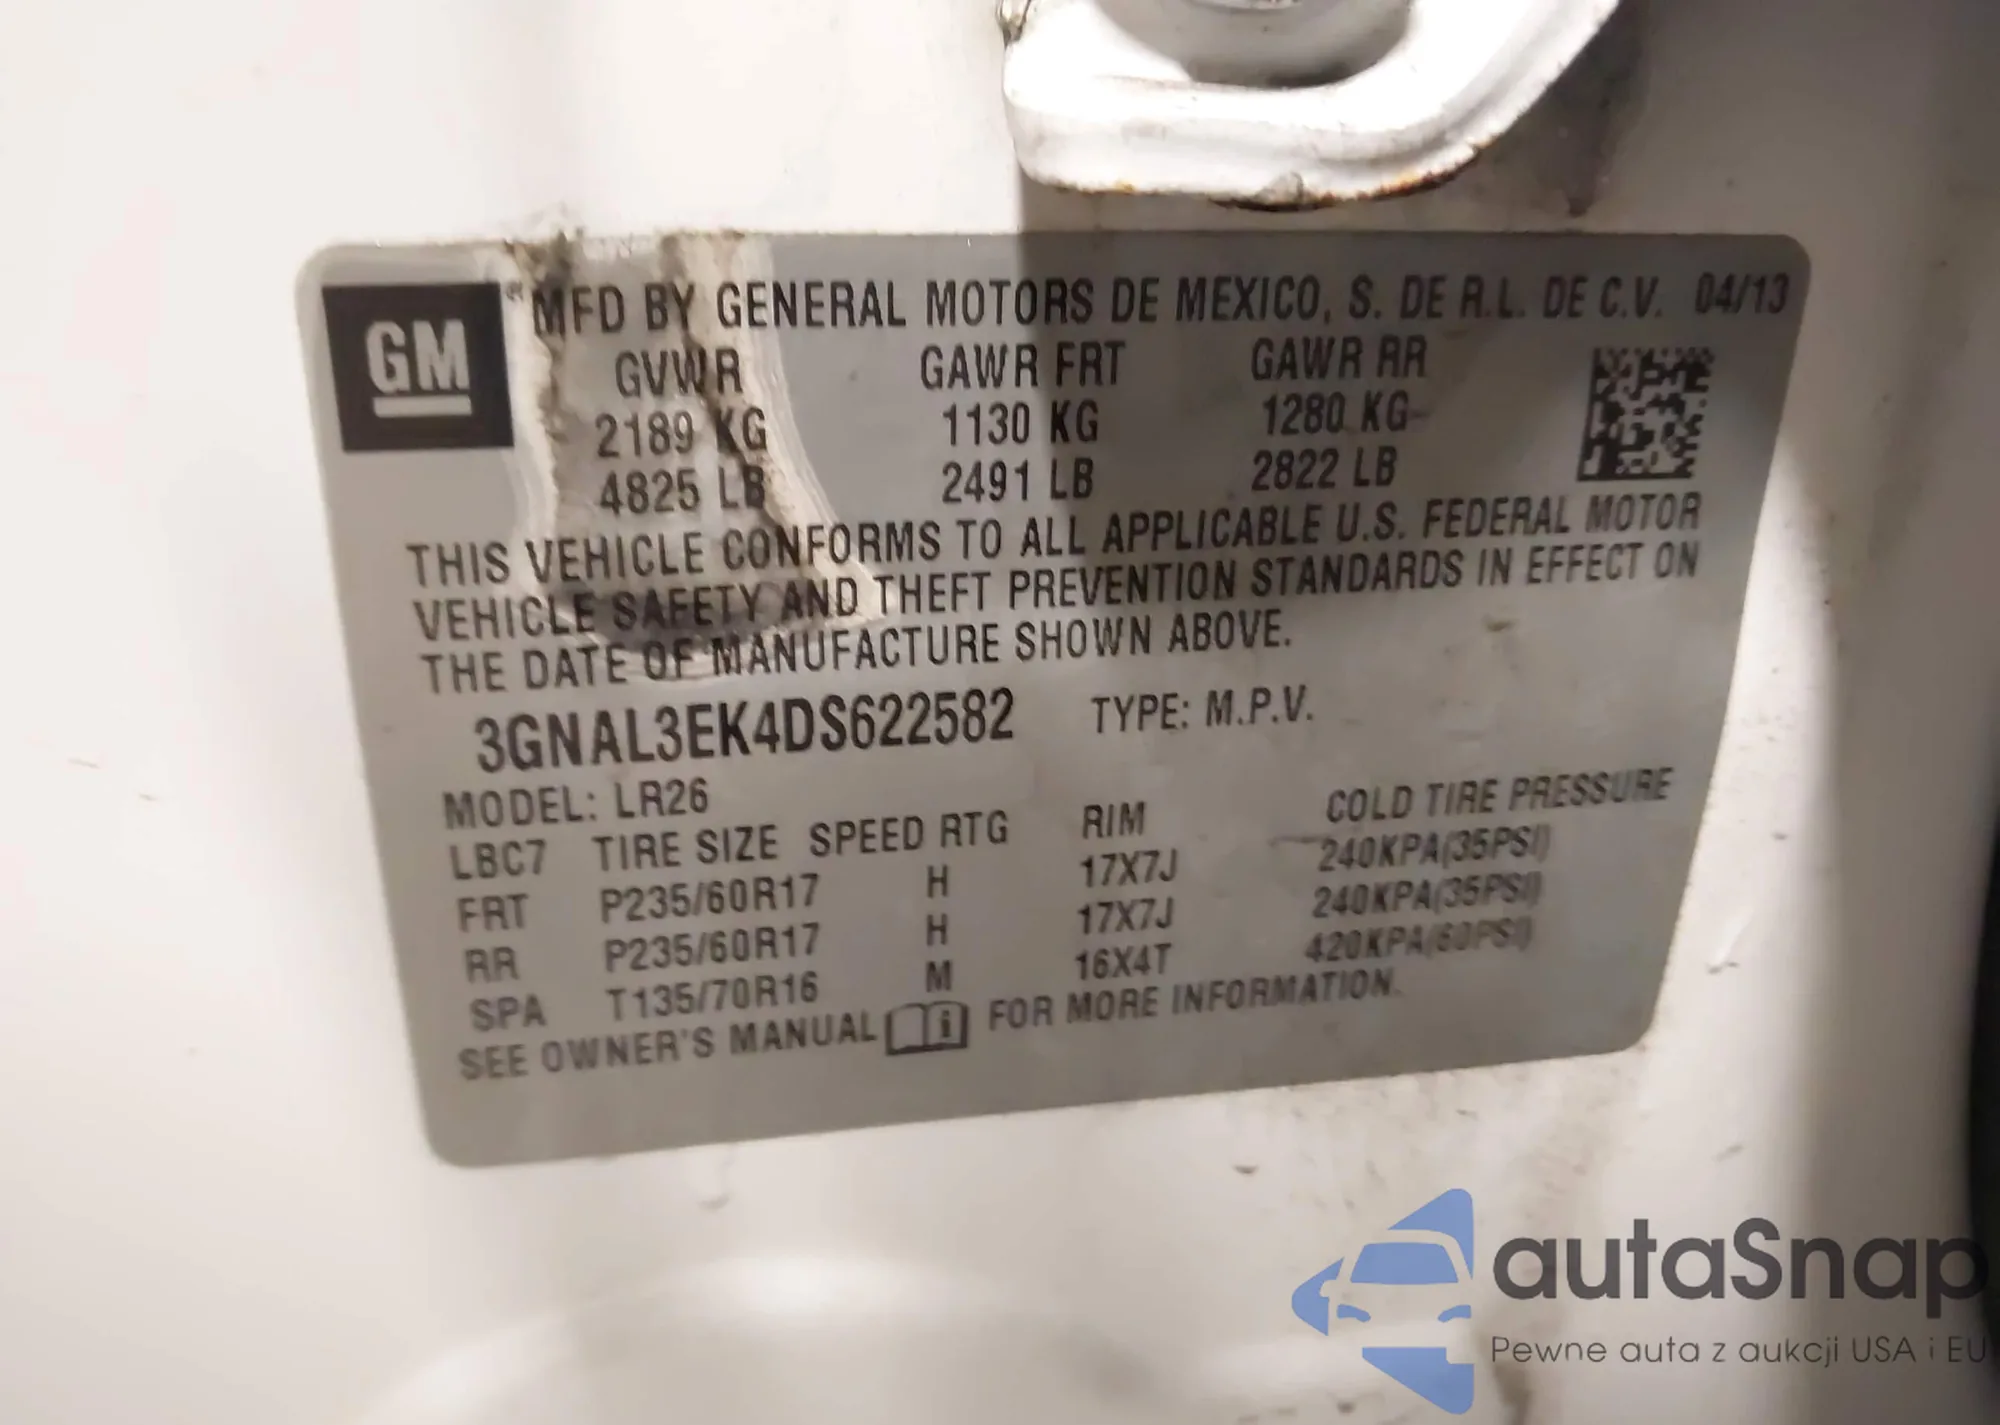 GM
MFD BY GENERAL MOTORS DE MEXICO, S. DE R.L. DE C.V. 04/13
GVWR GAWR FRT GAWR RR
2189 KG 1130 KG 1280 KG
4825 LB 2491 LB 2822 LB
THIS VEHICLE CONFORMS TO ALL APPLICABLE U.S. FEDERAL MOTOR
VEHICLE SAFETY AND THEFT PREVENTION STANDARDS IN EFFECT ON
THE DATE OF MANUFACTURE SHOWN ABOVE.
3GNAL3EK4DS622582 TYPE: M.P.V.
MODEL: LR26
LBC7 TIRE SIZE SPEED RTG RIM COLD TIRE PRESSURE
FRT P235/60R17 H 17X7J 240KPA(35PSI)
RR P235/60R17 H 17X7J 240KPA(35PSI)
SPA T135/70R16 M 16X4T 420KPA(60PSI)
SEE OWNER'S MANUAL FOR MORE INFORMATION.
autaSnap
Pewne auta z aukcji USA i EU